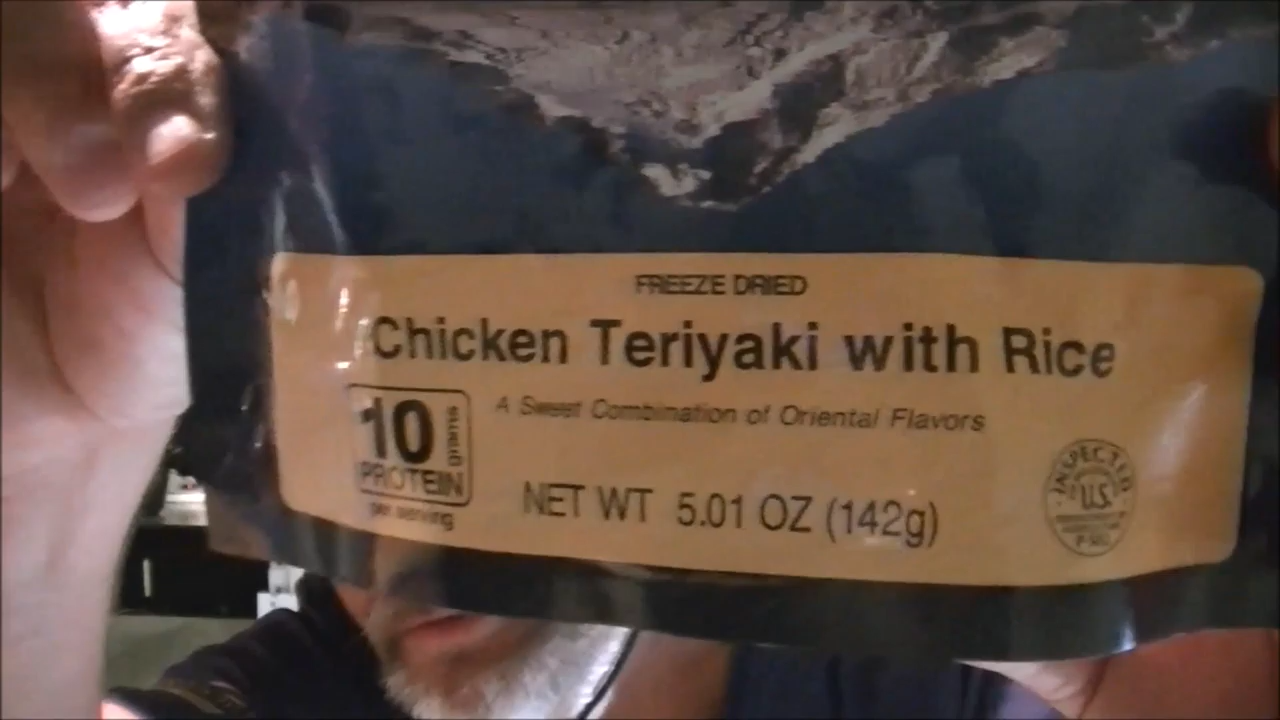 FREEZE DRIED
Chicken Teriyaki with Rice
A Sweet Combination of Oriental Flavors
10 grams
PROTEIN
per serving
NET WT 5.01 OZ (142g)
INSPECTED
U.S.